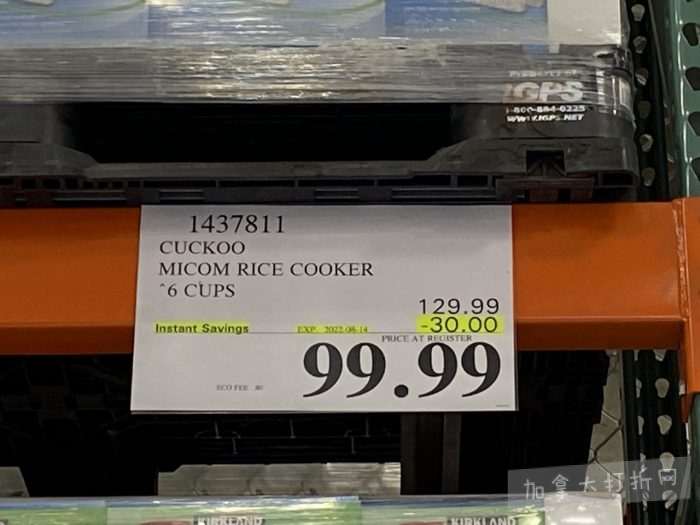 iGPS
1-800-884-0225
WWW.IGPS.NET
1437811
CUCKOO
MICOM RICE COOKER
^6 CUPS
129.99
Instant Savings EXP. 2022-08-14 -30.00
PRICE AT REGISTER
99.99
ECO FEE .80
加拿大打折网
KIRKLAND KIRKLAND